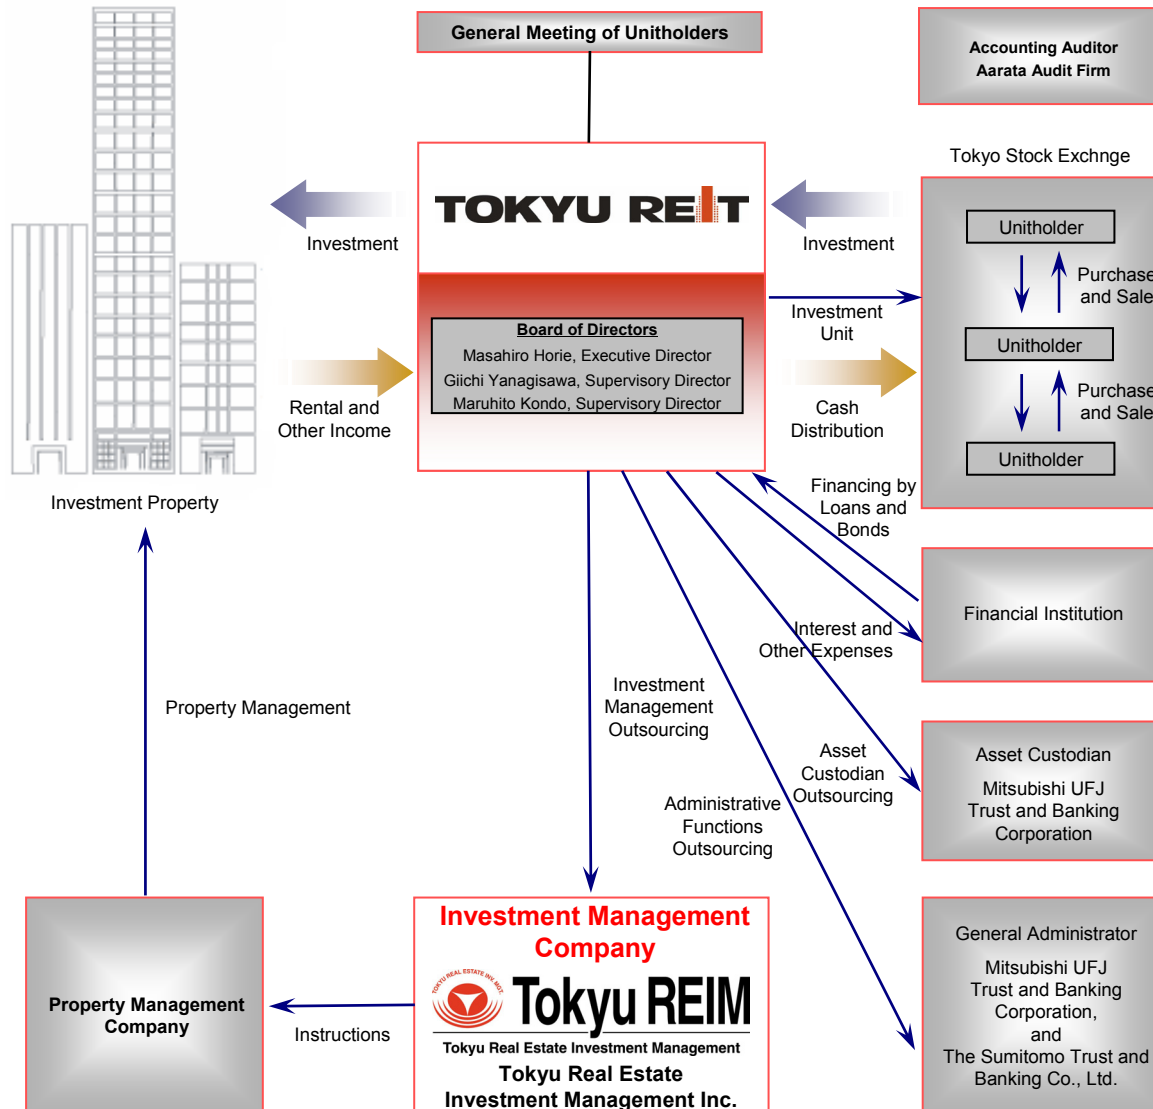 General Meeting of Unitholders
Accounting Auditor
Aarata Audit Firm
Tokyo Stock Exchnge
TOKYU REIT
Investment
Investment
Unitholder
Purchase
and Sale
Investment
Unit
Board of Directors
Masahiro Horie, Executive Director
Giichi Yanagisawa, Supervisory Director
Maruhito Kondo, Supervisory Director
Unitholder
Rental and
Other Income
Cash
Distribution
Purchase
and Sale
Unitholder
Investment Property
Financing by
Loans and
Bonds
Financial Institution
Interest and
Other Expenses
Property Management
Investment
Management
Outsourcing
Asset
Custodian
Outsourcing
Asset Custodian
Mitsubishi UFJ
Trust and Banking
Corporation
Administrative
Functions
Outsourcing
Property Management
Company
Instructions
Investment Management
Company
TOKYU REAL ESTATE INV. MGT.
Tokyu REIM
Tokyu Real Estate Investment Management
Tokyu Real Estate
Investment Management Inc.
General Administrator
Mitsubishi UFJ
Trust and Banking
Corporation,
and
The Sumitomo Trust and
Banking Co., Ltd.